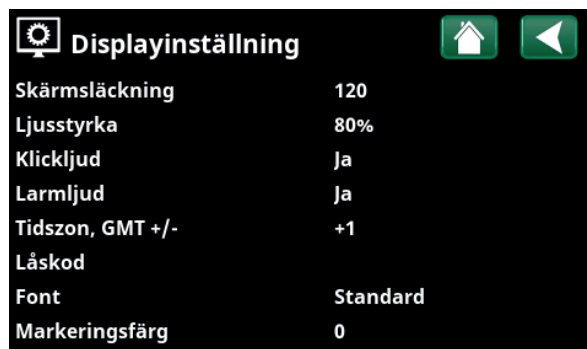 Displayinställning
Skärmsläckning 120
Ljusstyrka 80%
Klickljud Ja
Larmljud Ja
Tidszon, GMT +/- +1
Låskod
Font Standard
Markeringsfärg 0